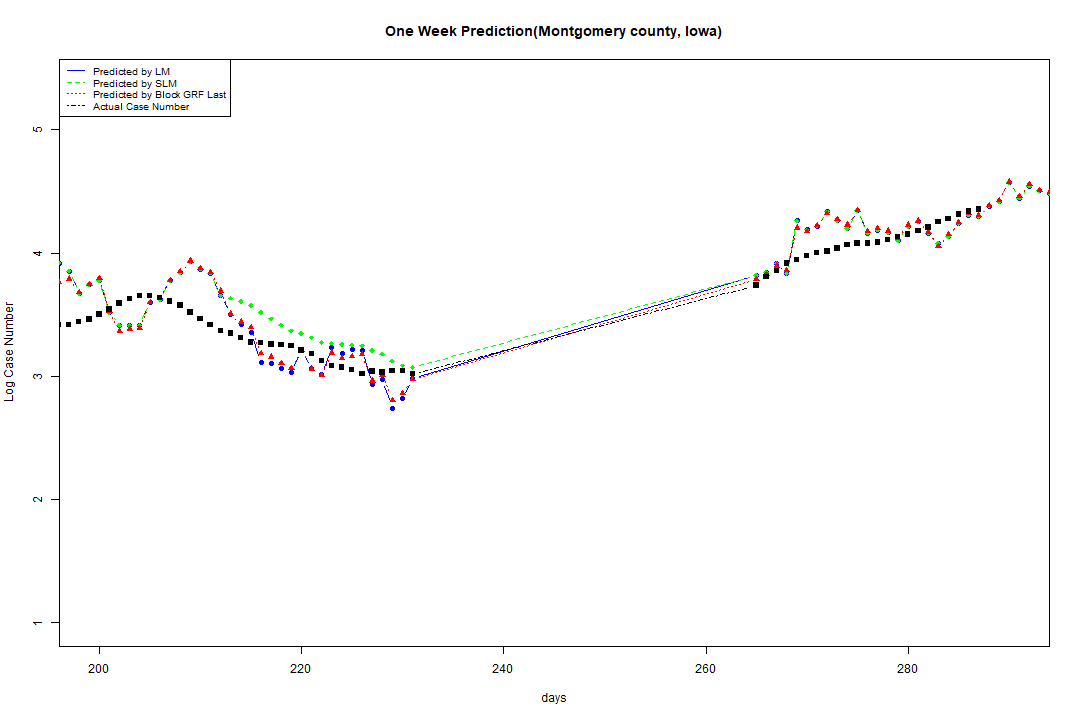 One Week Prediction(Montgomery county, Iowa)
Predicted by LM
Predicted by SLM
Predicted by Block GRF Last
Actual Case Number
5
4
3
2
1
Log Case Number
200 220 240 260 280
days